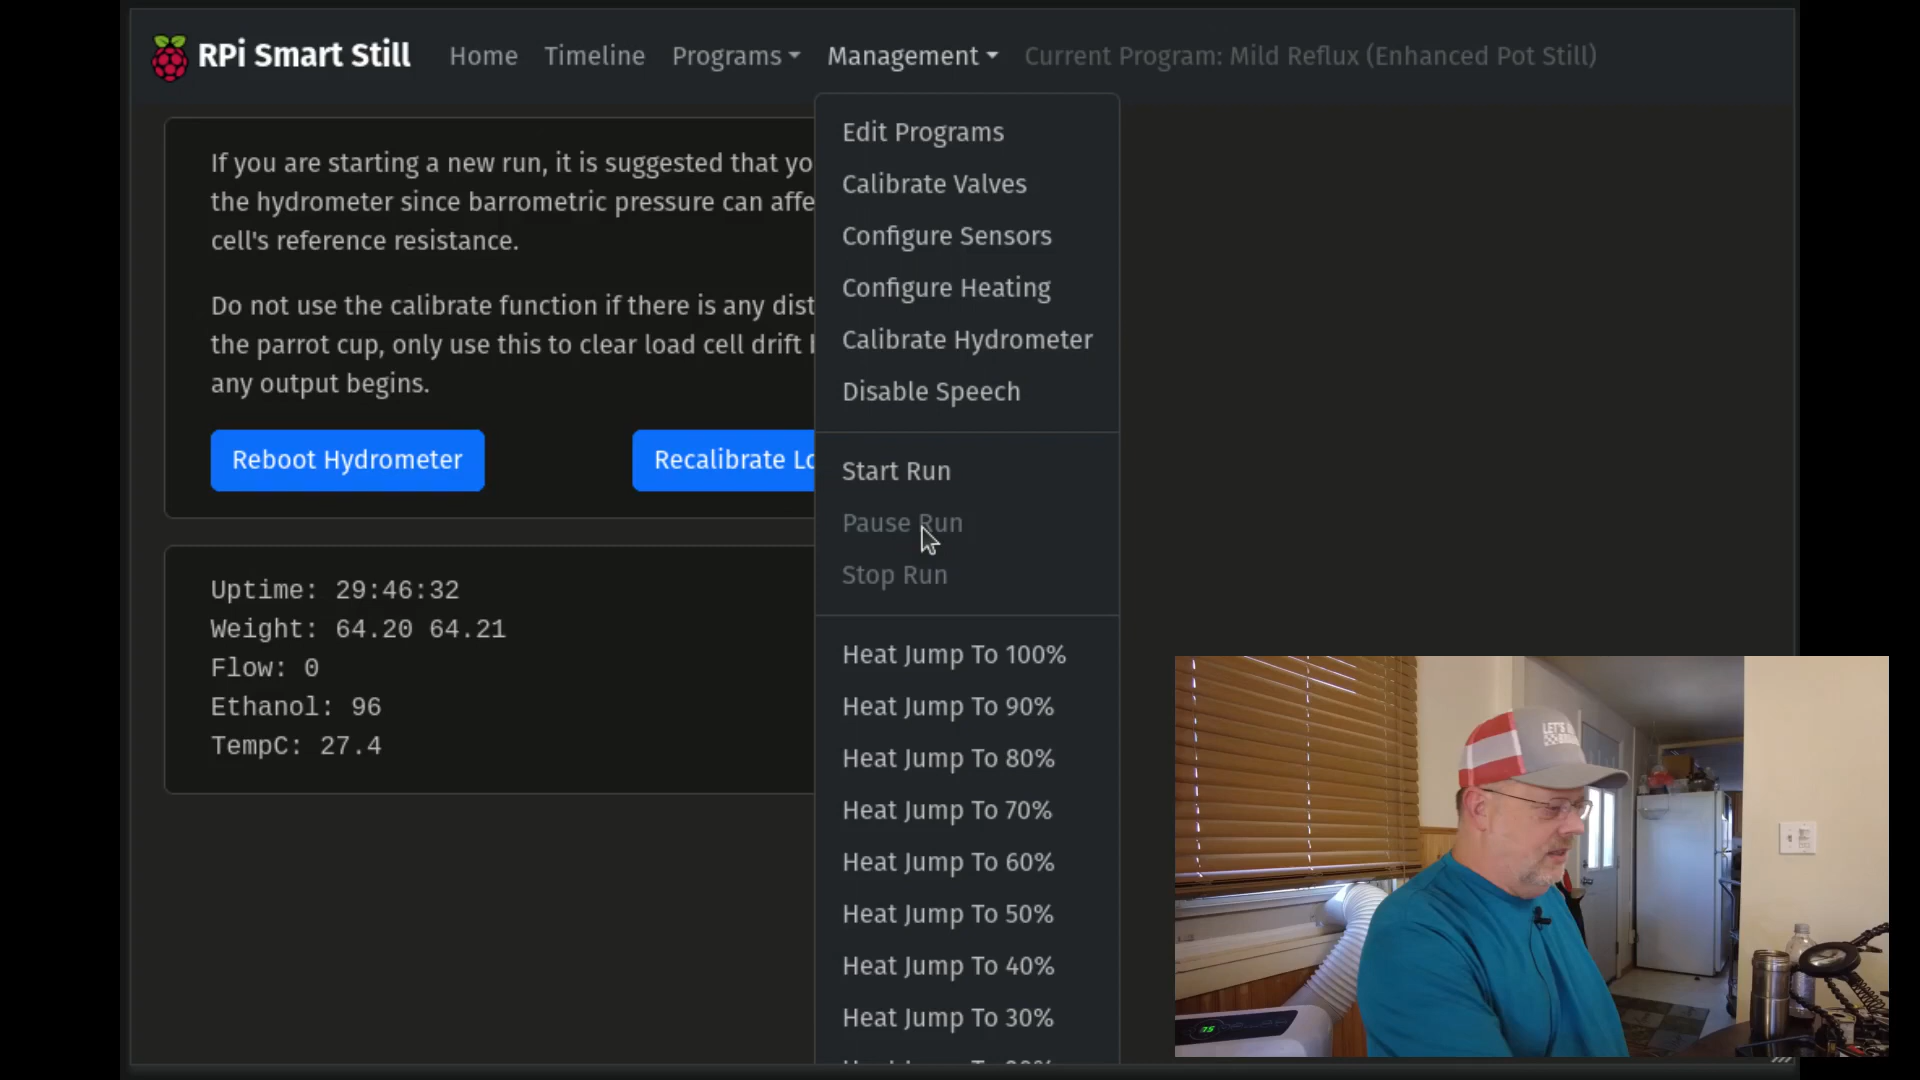 RPi Smart Still
Home
Timeline
Programs
Management
Current Program: Mild Reflux (Enhanced Pot Still)
If you are starting a new run, it is suggested that yo
the hydrometer since barrometric pressure can affe
cell's reference resistance.
Do not use the calibrate function if there is any dist
the parrot cup, only use this to clear load cell drift
any output begins.
Reboot Hydrometer
Recalibrate Lo
Uptime: 29:46:32
Weight: 64.20 64.21
Flow: 0
Ethanol: 96
TempC: 27.4
Edit Programs
Calibrate Valves
Configure Sensors
Configure Heating
Calibrate Hydrometer
Disable Speech
Start Run
Pause Run
Stop Run
Heat Jump To 100%
Heat Jump To 90%
Heat Jump To 80%
Heat Jump To 70%
Heat Jump To 60%
Heat Jump To 50%
Heat Jump To 40%
Heat Jump To 30%
LET'S
75